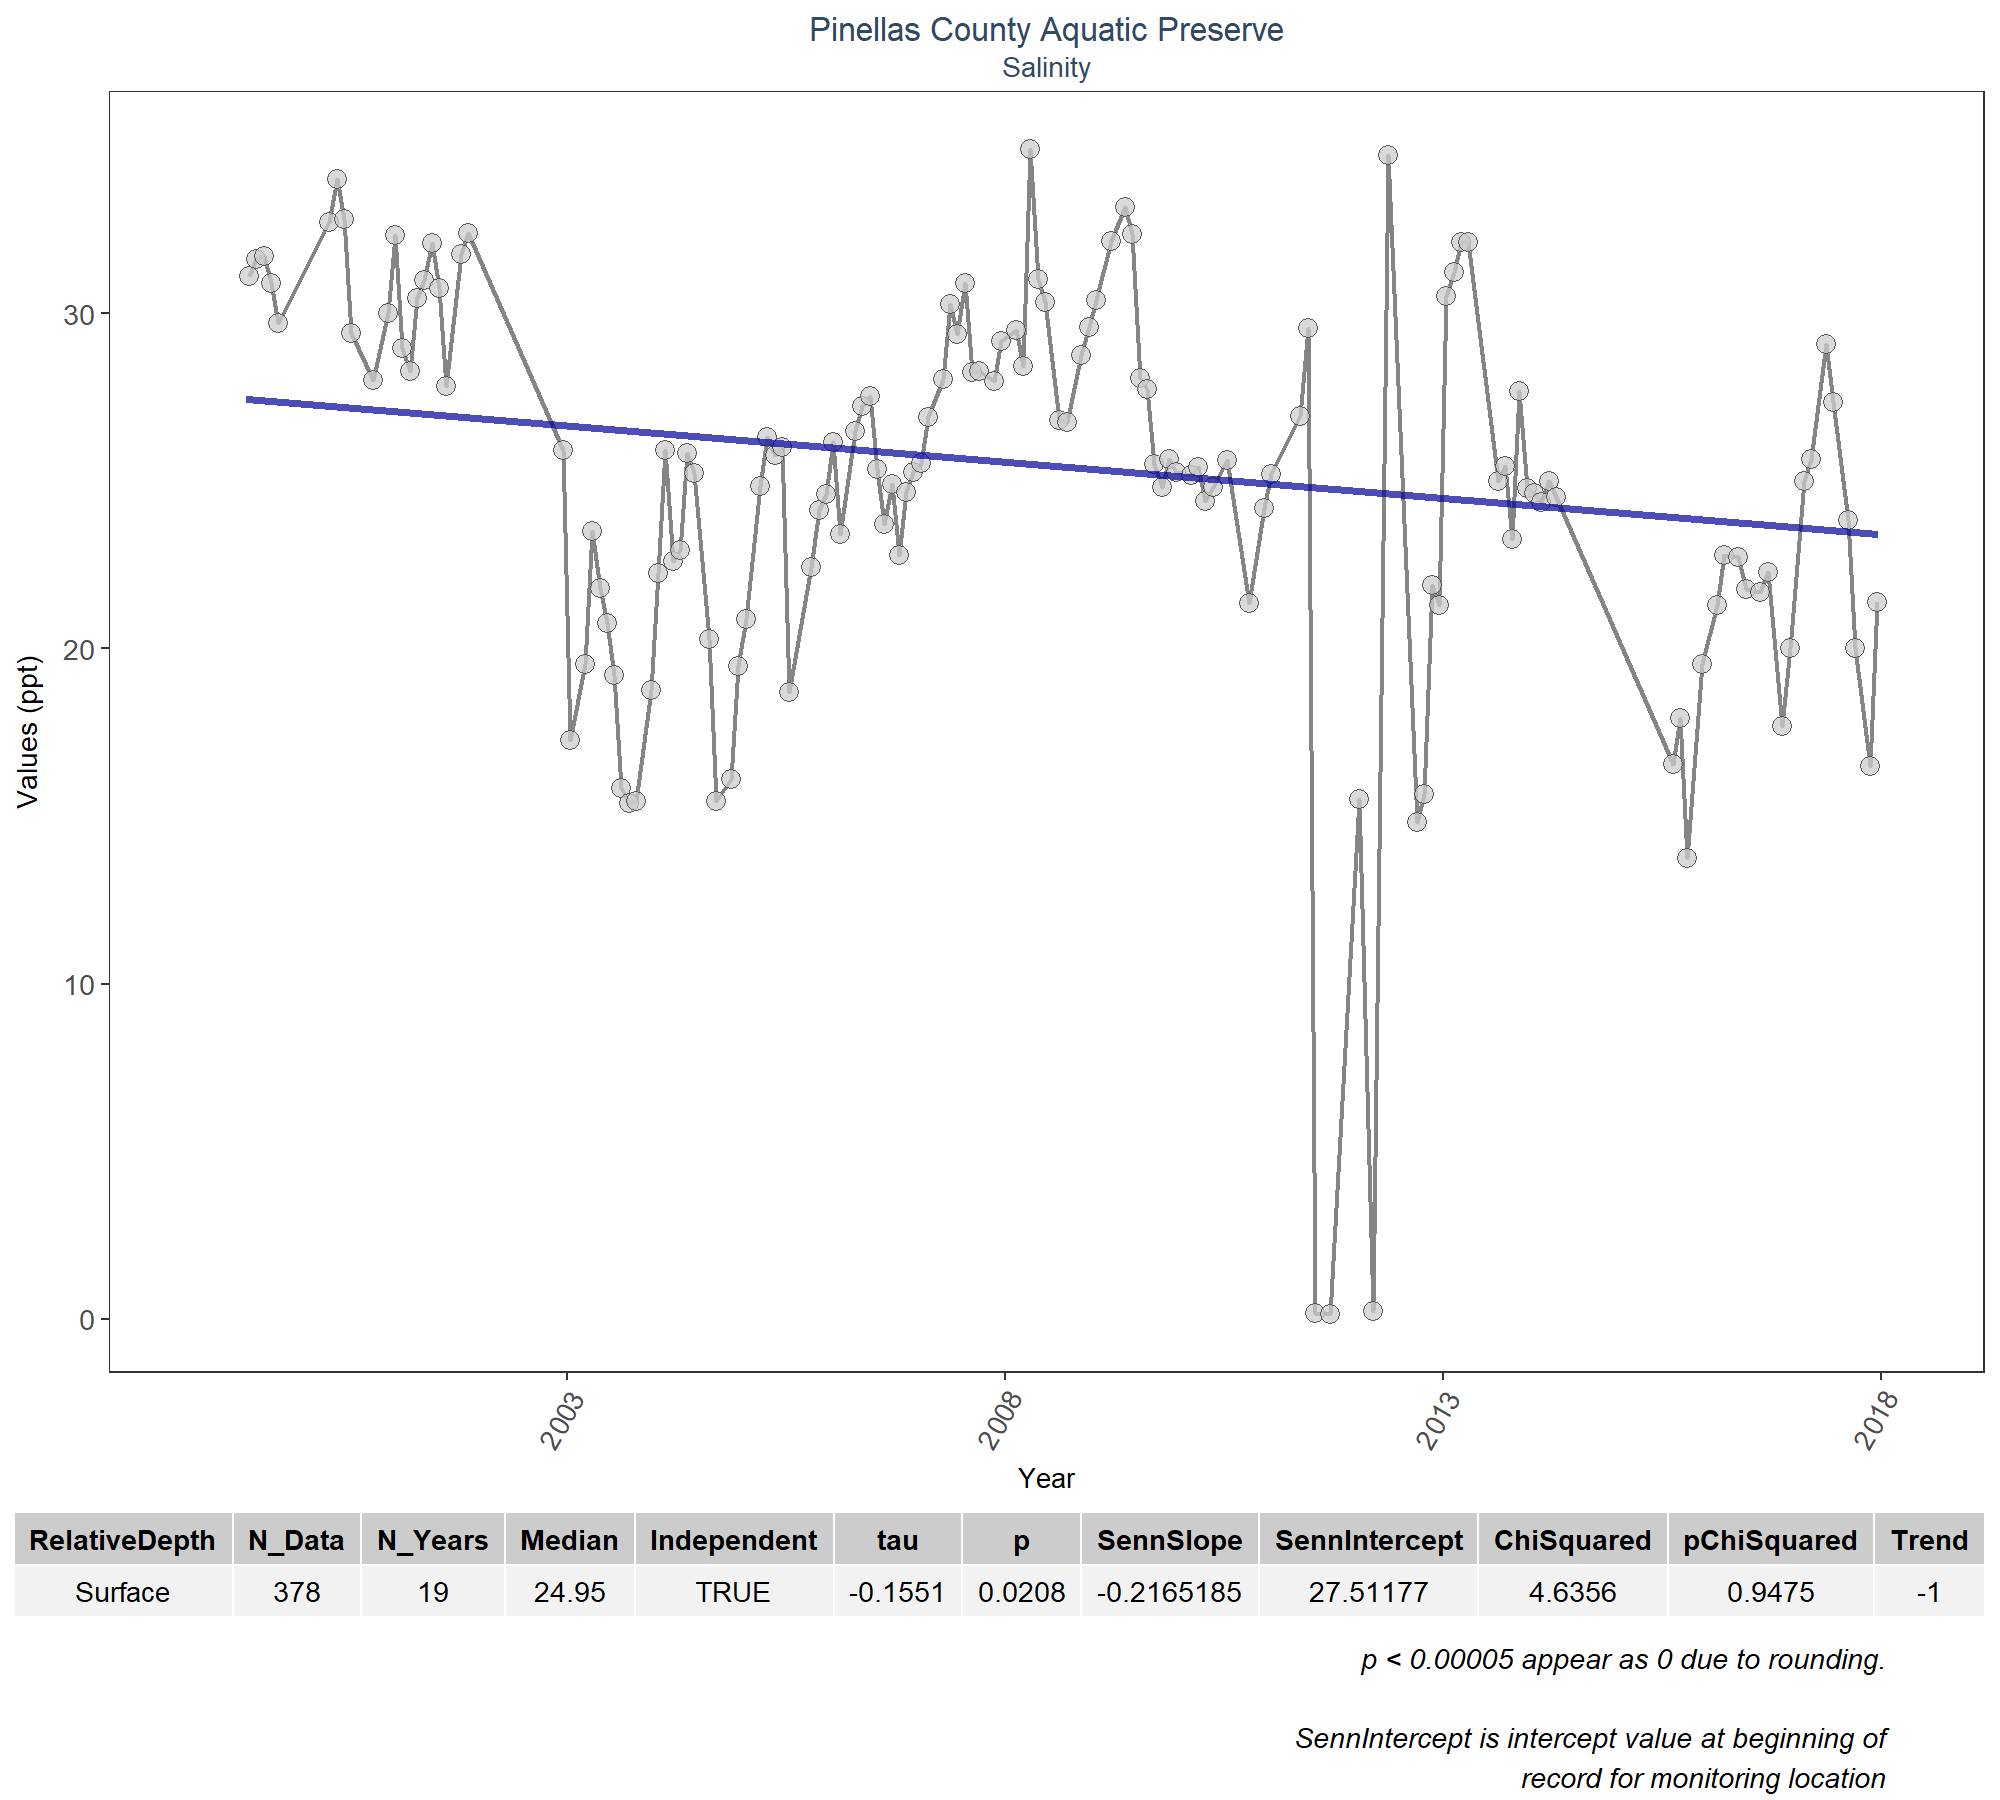 Pinellas County Aquatic Preserve
Salinity
Values (ppt)
30
20
10
0
2003 2008 2013 2018
Year
RelativeDepth N_Data N_Years Median Independent tau p SennSlope SennIntercept ChiSquared pChiSquared Trend
Surface 378 19 24.95 TRUE -0.1551 0.0208 -0.2165185 27.51177 4.6356 0.9475 -1
p < 0.00005 appear as 0 due to rounding.
SennIntercept is intercept value at beginning of
record for monitoring location